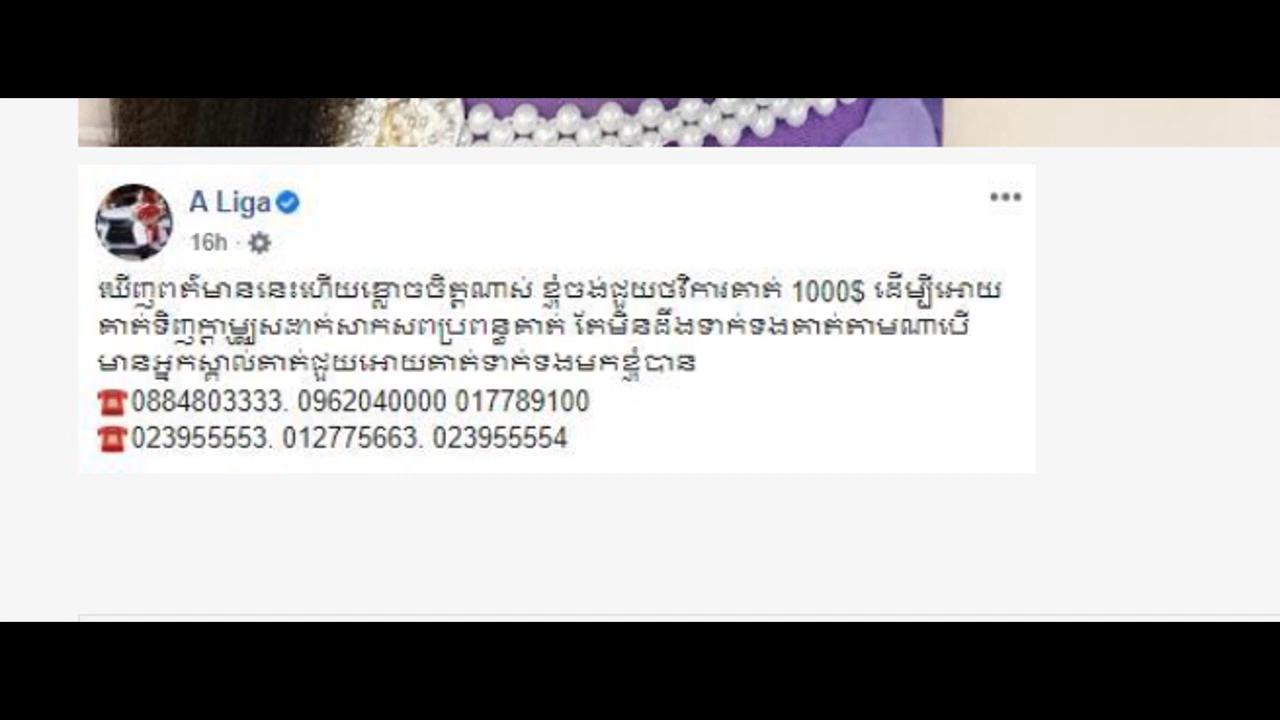 A Liga
16h ·
ឃើញពត៌មាននេះហើយខ្លោចចិត្តណាស់ ខ្ញុំចង់ជួយថវិការគាត់ 1000$ ដើម្បីអោយ
គាត់ទិញក្តាមឈូសដាក់សាកសពប្រពន្ធគាត់ តែមិនដឹងទាក់ទងគាត់តាមណាបើ
មានអ្នកស្គាល់គាត់ជួយអោយគាត់ទាក់ទងមកខ្ញុំបាន
☎️0884803333. 0962040000 017789100
☎️023955553. 012775663. 023955554